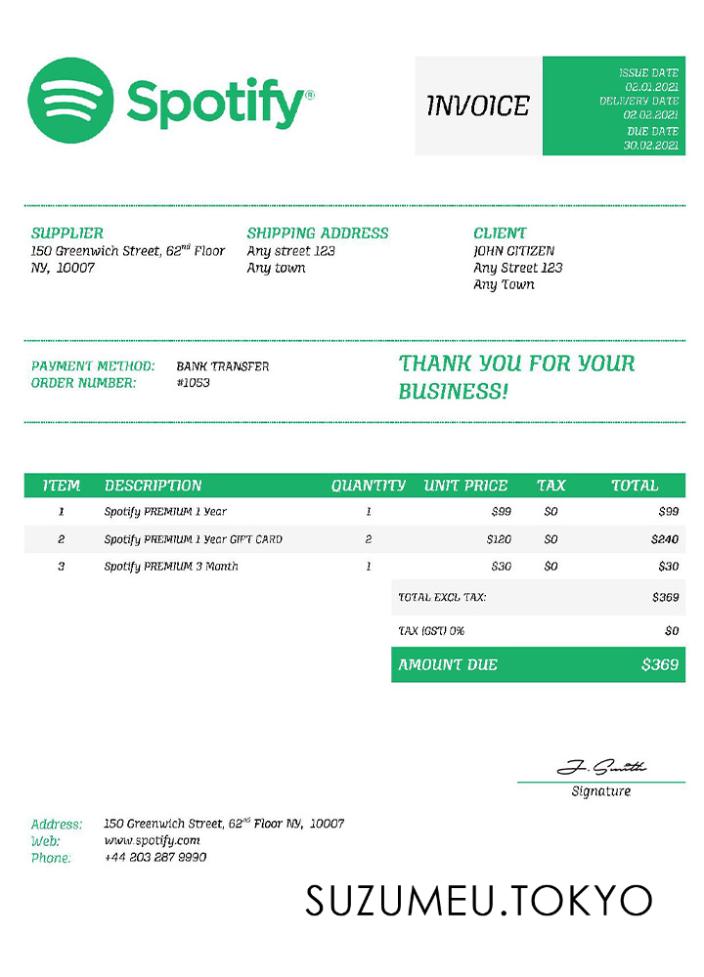 Spotify®
INVOICE
ISSUE DATE
02.01.2021
DELIVERY DATE
02.02.2021
DUE DATE
30.02.2021
SUPPLIER
150 Greenwich Street, 62nd Floor
NY, 10007
SHIPPING ADDRESS
Any street 123
Any town
CLIENT
JOHN CITIZEN
Any Street 123
Any Town
PAYMENT METHOD: BANK TRANSFER
ORDER NUMBER: #1053
THANK YOU FOR YOUR
BUSINESS!
ITEM DESCRIPTION QUANTITY UNIT PRICE TAX TOTAL
1 Spotify PREMIUM 1 Year 1 $99 $0 $99
2 Spotify PREMIUM 1 Year GIFT CARD 2 $120 $0 $240
3 Spotify PREMIUM 3 Month 1 $30 $0 $30
TOTAL EXCL TAX: $369
TAX (GST) 0% $0
AMOUNT DUE $369
J. Smith
Signature
Address: 150 Greenwich Street, 62nd Floor NY, 10007
Web: www.spotify.com
Phone: +44 203 287 9990
SUZUMEU.TOKYO